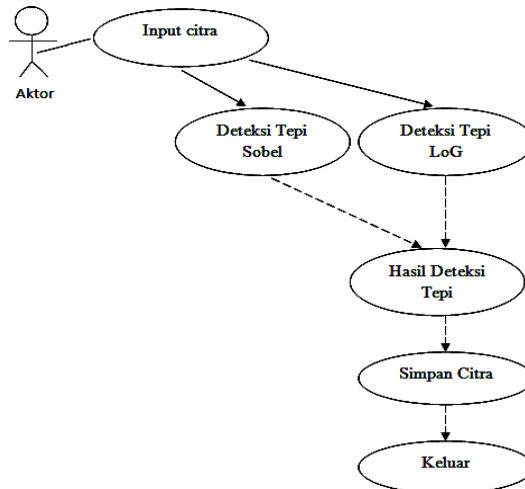 Input citra
Aktor
Deteksi Tepi
Sobel
Deteksi Tepi
LoG
Hasil Deteksi
Tepi
Simpan Citra
Keluar